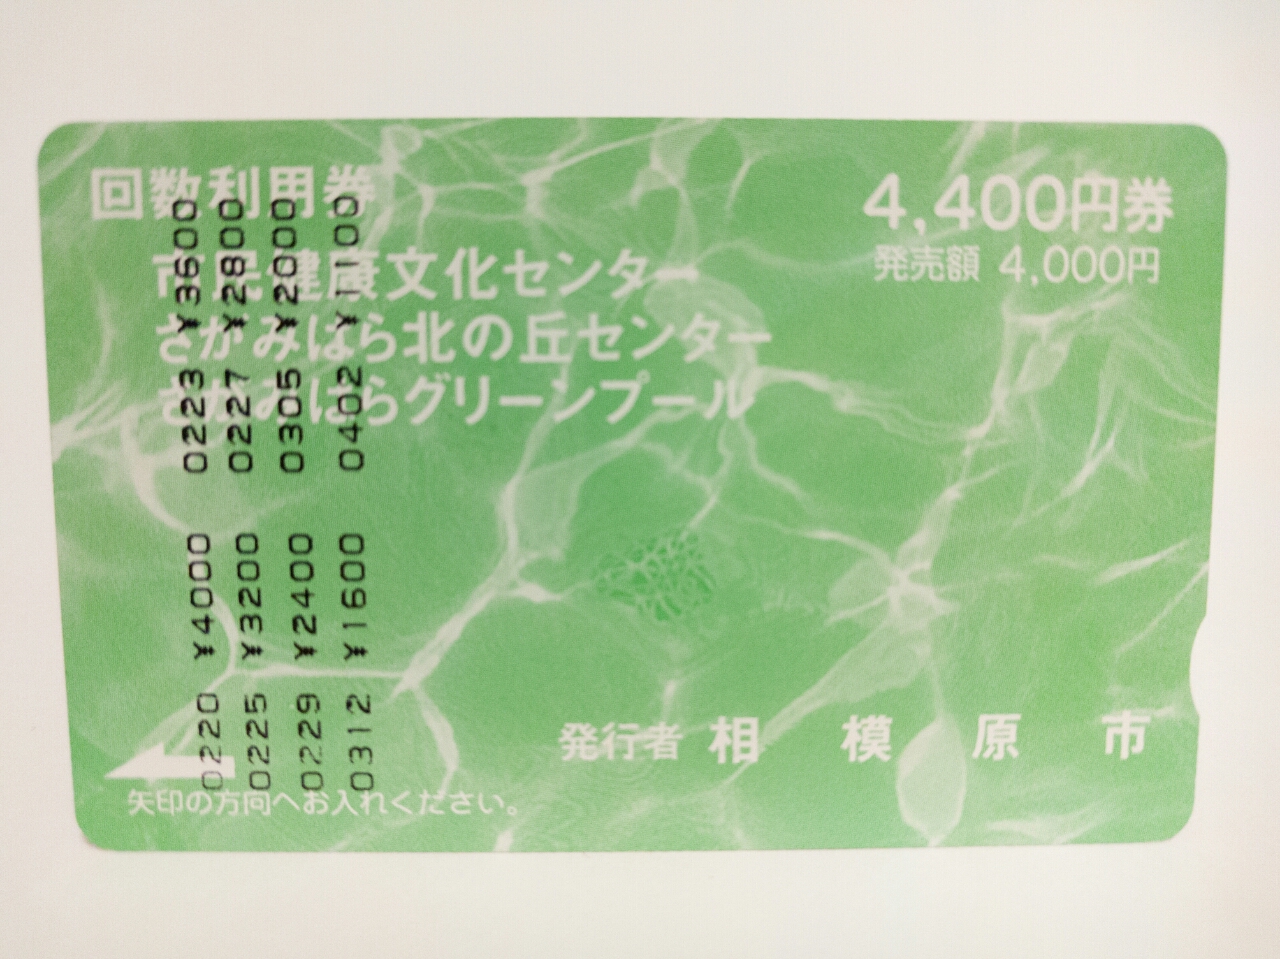 回数利用券
4,400円券
発売額 4,000円
市民健康文化センター
さがみはら北の丘センター
さがみはらグリーンプール
0220 ¥4000 0223 ¥3600
0225 ¥3200 0227 ¥2800
0229 ¥2400 0305 ¥2000
0312 ¥1600 0402 ¥1100
発行者 相模原市
矢印の方向へお入れください。